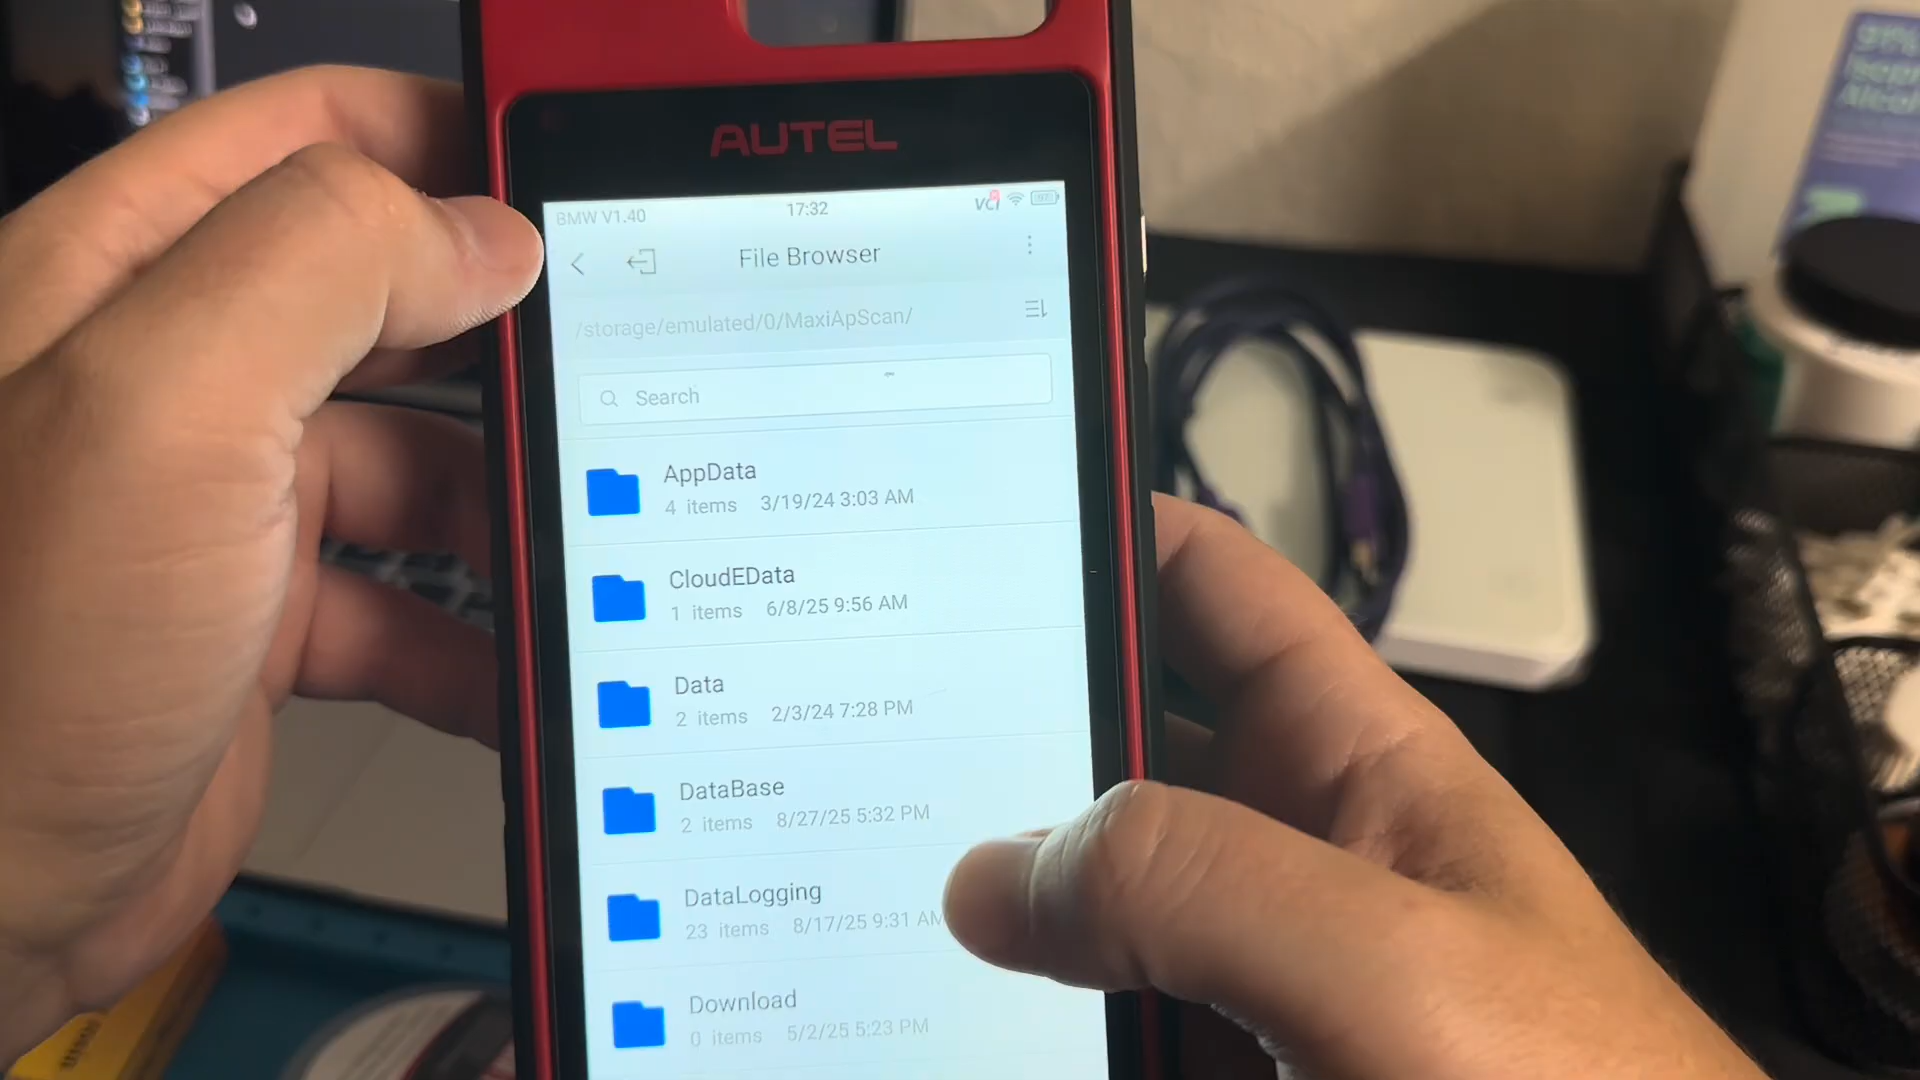 AUTEL
BMW V1.40 17:32 VCI
File Browser
/storage/emulated/0/MaxiApScan/
Search
AppData
4 items 3/19/24 3:03 AM
CloudEData
1 items 6/8/25 9:56 AM
Data
2 items 2/3/24 7:28 PM
DataBase
2 items 8/27/25 5:32 PM
DataLogging
23 items 8/17/25 9:31 AM
Download
0 items 5/2/25 5:23 PM
91%